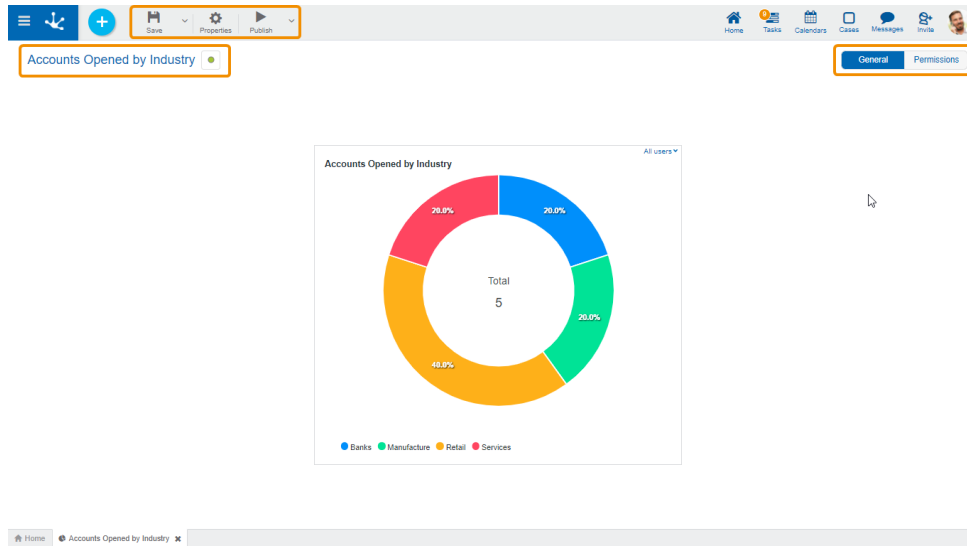 Save Properties Publish
Home Tasks Calendars Cases Messages Invite
Accounts Opened by Industry
General Permissions
All users
Accounts Opened by Industry
20.0% 20.0%
Total
5
20.0%
40.0%
Banks Manufacture Retail Services
Home Accounts Opened by Industry